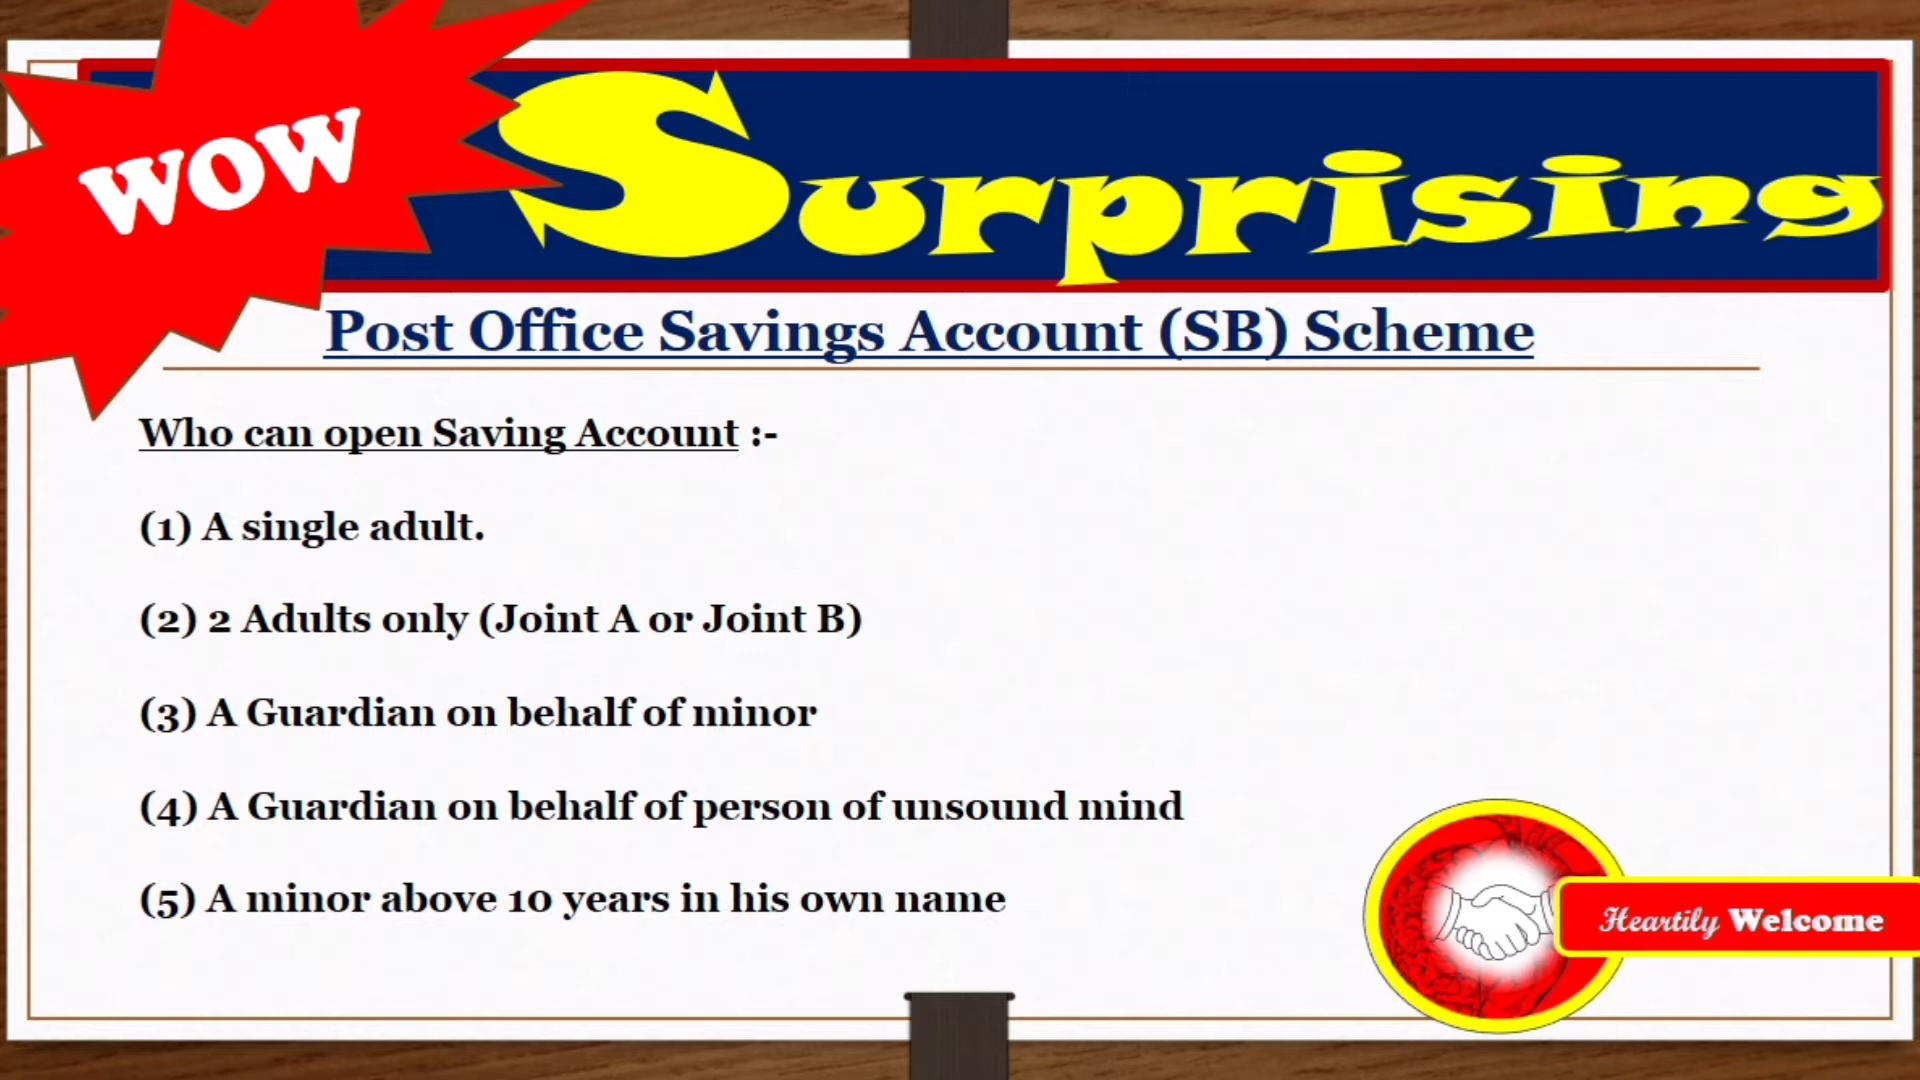 WOW
Surprising
Post Office Savings Account (SB) Scheme
Who can open Saving Account :-
(1) A single adult.
(2) 2 Adults only (Joint A or Joint B)
(3) A Guardian on behalf of minor
(4) A Guardian on behalf of person of unsound mind
(5) A minor above 10 years in his own name
Heartily Welcome